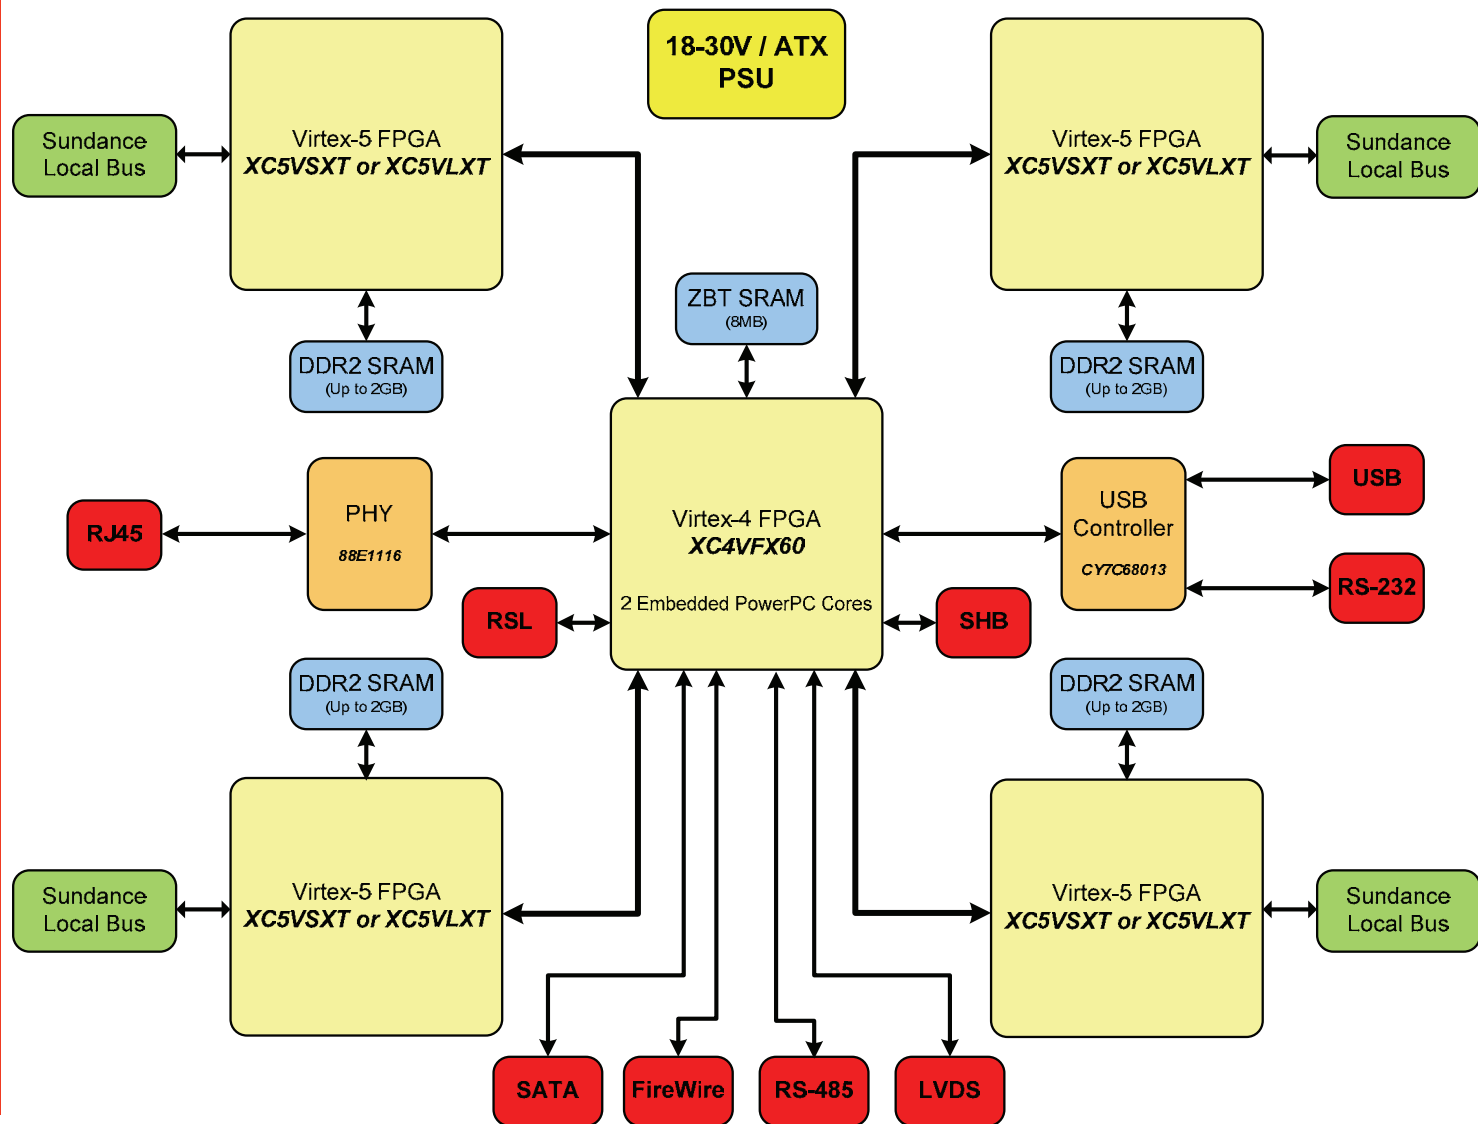 18-30V / ATX
PSU
Virtex-5 FPGA
XC5VSXT or XC5VLXT
Virtex-5 FPGA
XC5VSXT or XC5VLXT
Sundance
Local Bus
Sundance
Local Bus
ZBT SRAM
(8MB)
DDR2 SRAM
(Up to 2GB)
DDR2 SRAM
(Up to 2GB)
RJ45
PHY
88E1116
Virtex-4 FPGA
XC4VFX60
2 Embedded PowerPC Cores
USB
Controller
CY7C68013
USB
RS-232
RSL
SHB
DDR2 SRAM
(Up to 2GB)
DDR2 SRAM
(Up to 2GB)
Sundance
Local Bus
Virtex-5 FPGA
XC5VSXT or XC5VLXT
Virtex-5 FPGA
XC5VSXT or XC5VLXT
Sundance
Local Bus
SATA
FireWire
RS-485
LVDS